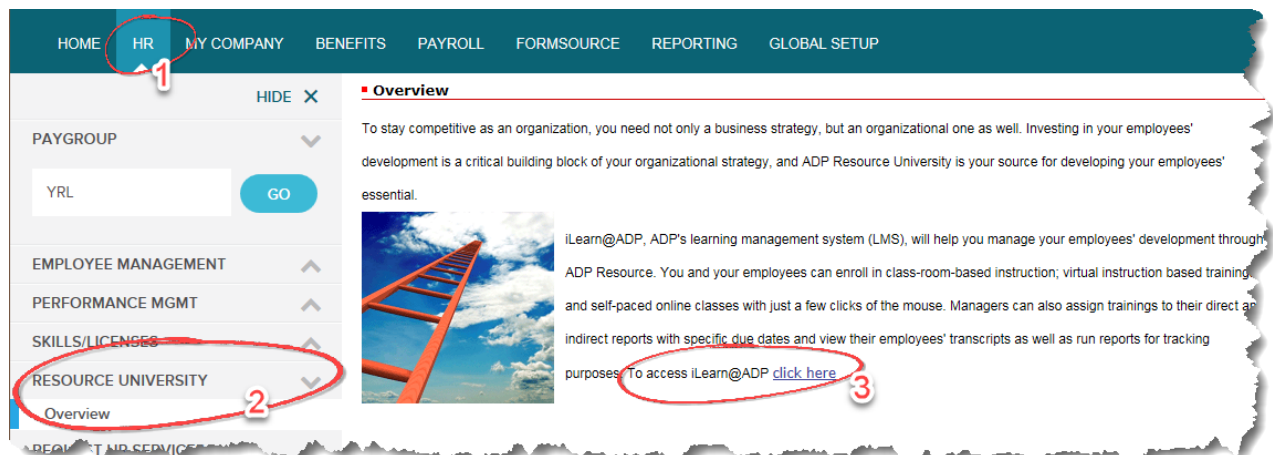 HOME HR MY COMPANY BENEFITS PAYROLL FORMSOURCE REPORTING GLOBAL SETUP
1
HIDE X
PAYGROUP
YRL GO
EMPLOYEE MANAGEMENT
PERFORMANCE MGMT
SKILLS/LICENSES
RESOURCE UNIVERSITY
2
Overview
REQUEST HR SERVICE
Overview
To stay competitive as an organization, you need not only a business strategy, but an organizational one as well. Investing in your employees'
development is a critical building block of your organizational strategy, and ADP Resource University is your source for developing your employees'
essential.
iLearn@ADP, ADP's learning management system (LMS), will help you manage your employees' development through
ADP Resource. You and your employees can enroll in class-room-based instruction; virtual instruction based training,
and self-paced online classes with just a few clicks of the mouse. Managers can also assign trainings to their direct and
indirect reports with specific due dates and view their employees' transcripts as well as run reports for tracking
purposes. To access iLearn@ADP click here
3